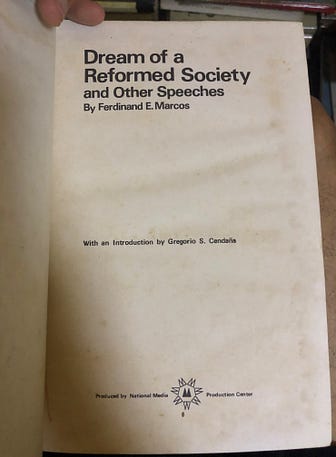 Dream of a
Reformed Society
and Other Speeches
By Ferdinand E. Marcos
With an Introduction by Gregorio S. Cendaña
Produced by National Media Production Center